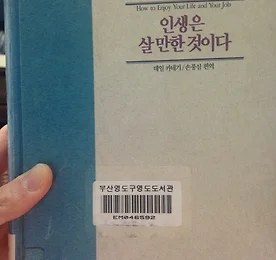 How to Enjoy Your Life and Your Job
인생은
살 만한 것이다
데일 카네기/손풍삼 편역
부산영도구영도도서관
EM046592